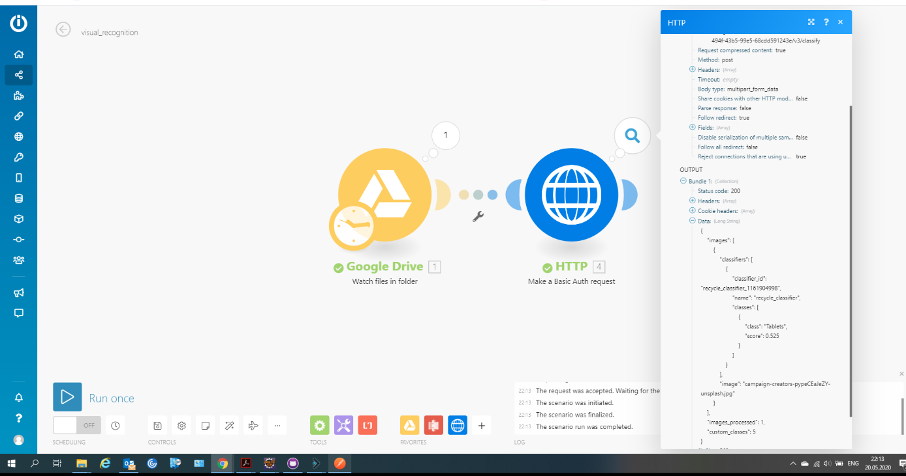 visual_recognition
1
Google Drive 1
Watch files in folder
HTTP 4
Make a Basic Auth request
HTTP
494f-43b5-99e5-68cdd591243e/v3/classify
Request compressed content: true
Method: post
Headers: (Array)
Timeout: empty
Body type: multipart_form_data
Share cookies with other HTTP mod... false
Parse response: false
Follow redirect: true
Fields: (Array)
Disable serialization of multiple sam... false
Follow all redirect: false
Reject connections that are using u... true
OUTPUT
Bundle 1: (Collection)
Status code: 200
Headers: (Array)
Cookie headers: (Array)
Data: (Long String)
{
"images": [
{
"classifiers": [
{
"classifier_id":
"recycle_classifier_1161904998",
"name": "recycle_classifier",
"classes": [
{
"class": "Tablets",
"score": 0.525
}
]
}
],
"image": "campaign-creators-pypeCEaJeZY-
unsplash.jpg"
}
],
"images_processed": 1,
"custom_classes": 5
}
Run once
OFF
SCHEDULING
CONTROLS
TOOLS
FAVORITES
LOG
22:13 The request was accepted. Waiting for the
22:13 The scenario was initiated.
22:13 The scenario was finalized.
22:13 The scenario run was completed.
ENG
22:13
20.05.2020